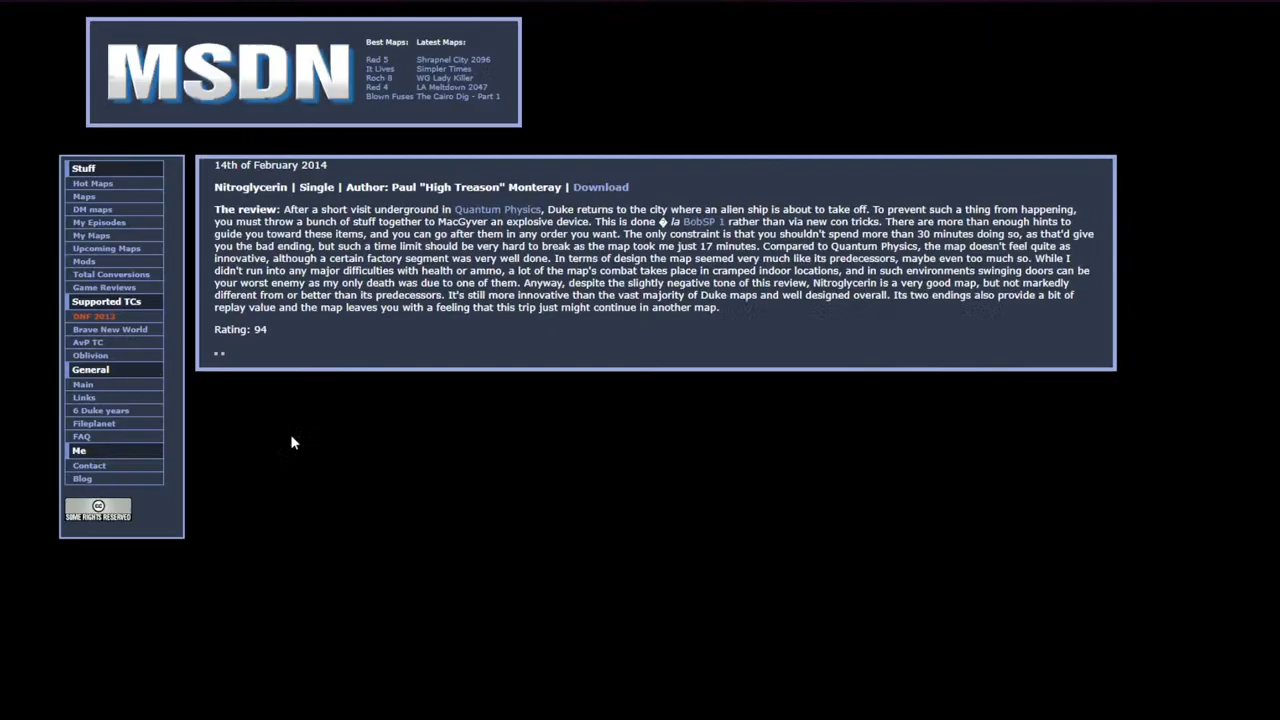 MSDN
Best Maps: Latest Maps:
Red 5 Shrapnel City 2096
It Lives Simpler Times
Roch 8 WG Lady Killer
Red 4 LA Meltdown 2047
Blown Fuses The Cairo Dig - Part 1
Stuff
Hot Maps
Maps
DM maps
My Episodes
My Maps
Upcoming Maps
Mods
Total Conversions
Game Reviews
Supported TCs
DNF 2013
Brave New World
AvP TC
Oblivion
General
Main
Links
6 Duke years
Fileplanet
FAQ
Me
Contact
Blog
CC
SOME RIGHTS RESERVED
14th of February 2014
Nitroglycerin | Single | Author: Paul "High Treason" Monteray | Download
The review: After a short visit underground in Quantum Physics, Duke returns to the city where an alien ship is about to take off. To prevent such a thing from happening,
you must throw a bunch of stuff together to MacGyver an explosive device. This is done � la BobSP 1 rather than via new con tricks. There are more than enough hints to
guide you toward these items, and you can go after them in any order you want. The only constraint is that you shouldn't spend more than 30 minutes doing so, as that'd give
you the bad ending, but such a time limit should be very hard to break as the map took me just 17 minutes. Compared to Quantum Physics, the map doesn't feel quite as
innovative, although a certain factory segment was very well done. In terms of design the map seemed very much like its predecessors, maybe even too much so. While I
didn't run into any major difficulties with health or ammo, a lot of the map's combat takes place in cramped indoor locations, and in such environments swinging doors can be
your worst enemy as my only death was due to one of them. Anyway, despite the slightly negative tone of this review, Nitroglycerin is a very good map, but not markedly
different from or better than its predecessors. It's still more innovative than the vast majority of Duke maps and well designed overall. Its two endings also provide a bit of
replay value and the map leaves you with a feeling that this trip just might continue in another map.
Rating: 94